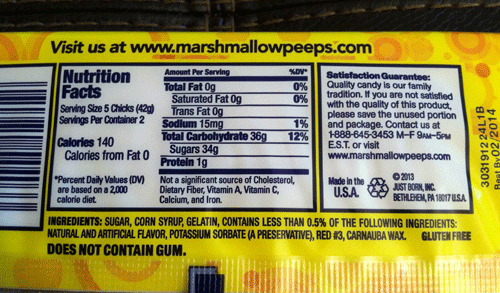 Visit us at www.marshmallowpeeps.com
Nutrition
Facts
Serving Size 5 Chicks (42g)
Servings Per Container 2
Calories 140
Calories from Fat 0
*Percent Daily Values (DV)
are based on a 2,000
calorie diet.
Amount Per Serving %DV*
Total Fat 0g 0%
Saturated Fat 0g 0%
Trans Fat 0g
Sodium 15mg 1%
Total Carbohydrate 36g 12%
Sugars 34g
Protein 1g
Not a significant source of Cholesterol,
Dietary Fiber, Vitamin A, Vitamin C,
Calcium, and Iron.
Satisfaction Guarantee:
Quality candy is our family
tradition. If you are not satisfied
with the quality of this product,
please save the unused portion
and package. Contact us at
1-888-645-3453 M-F 9AM-5PM
E.S.T. or visit
www.marshmallowpeeps.com
Made in the
U.S.A.
© 2013
JUST BORN, INC.
BETHLEHEM, PA 18017 U.S.A.
INGREDIENTS: SUGAR, CORN SYRUP, GELATIN, CONTAINS LESS THAN 0.5% OF THE FOLLOWING INGREDIENTS:
NATURAL AND ARTIFICIAL FLAVOR, POTASSIUM SORBATE (A PRESERVATIVE), RED #3, CARNAUBA WAX. GLUTEN FREE
DOES NOT CONTAIN GUM.
3031912 24L1B
Best By 02/2014